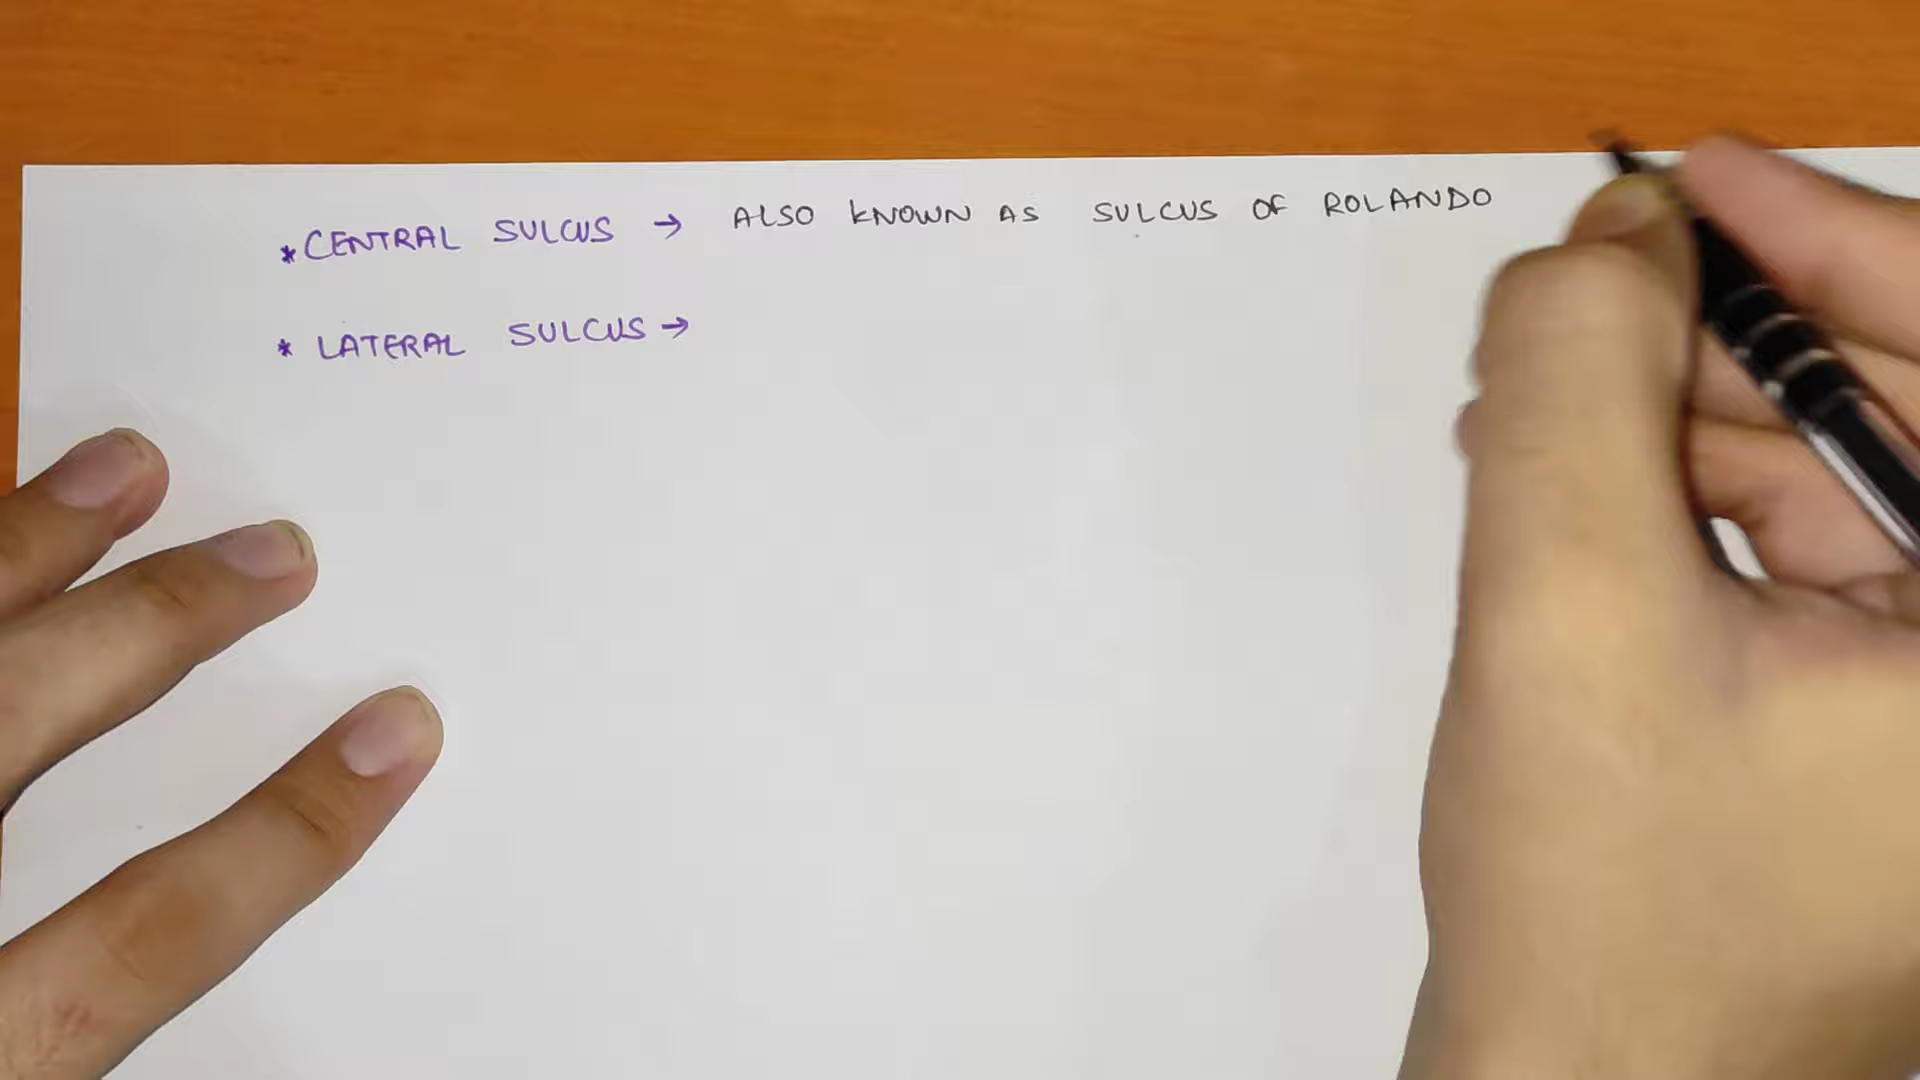 *CENTRAL SULCUS → ALSO KNOWN AS SULCUS OF ROLANDO
* LATERAL SULCUS →